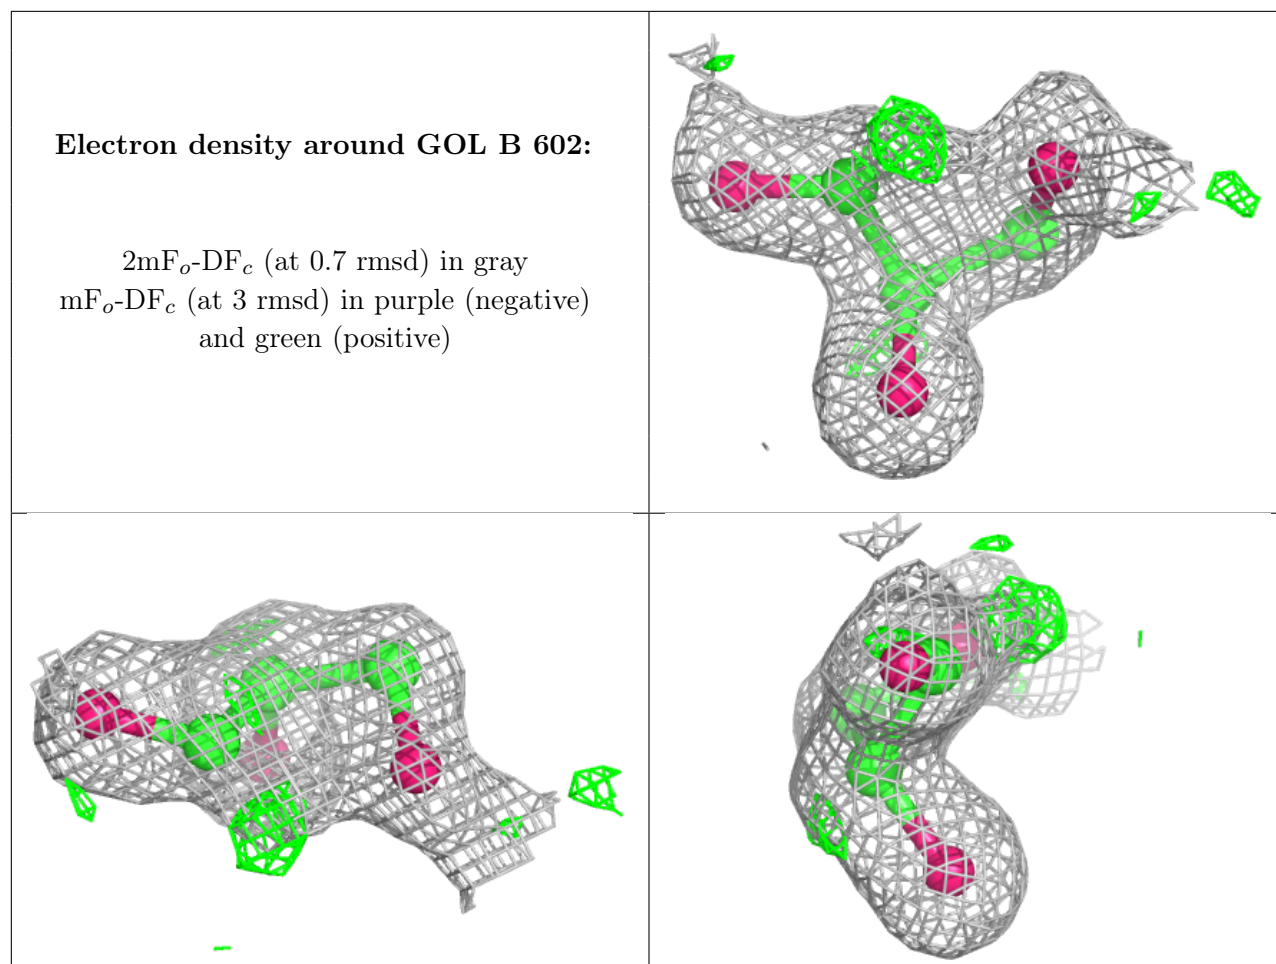 Electron density around GOL B 602:
2mFo-DFc (at 0.7 rmsd) in gray
mFo-DFc (at 3 rmsd) in purple (negative)
and green (positive)